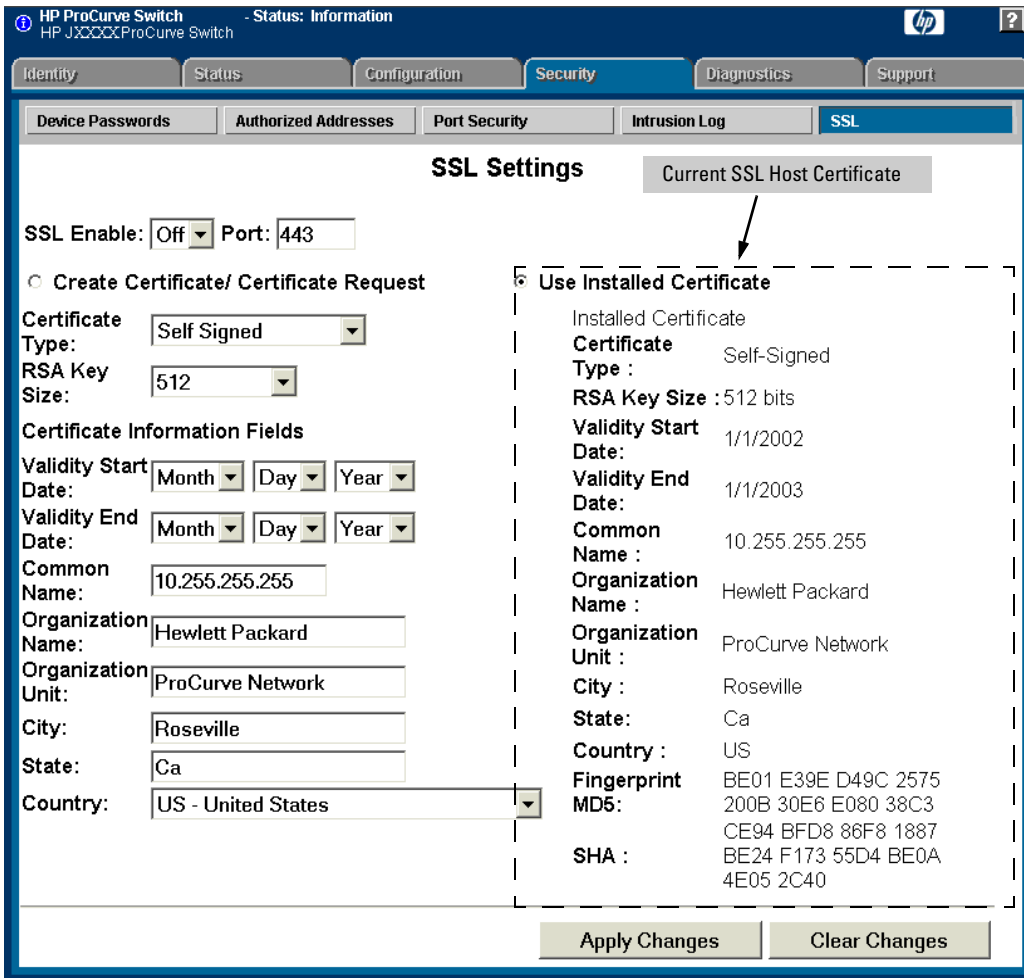 HP ProCurve Switch - Status: Information
HP JXXXXProCurve Switch
hp
?
Identity
Status
Configuration
Security
Diagnostics
Support
Device Passwords
Authorized Addresses
Port Security
Intrusion Log
SSL
SSL Settings
Current SSL Host Certificate
SSL Enable: Off Port: 443
Create Certificate/ Certificate Request
Certificate
Type:
Self Signed
RSA Key
Size:
512
Certificate Information Fields
Validity Start
Date:
Month Day Year
Validity End
Date:
Month Day Year
Common
Name:
10.255.255.255
Organization
Name:
Hewlett Packard
Organization
Unit:
ProCurve Network
City: Roseville
State: Ca
Country: US - United States
Use Installed Certificate
Installed Certificate
Certificate
Type :
Self-Signed
RSA Key Size : 512 bits
Validity Start
Date:
1/1/2002
Validity End
Date:
1/1/2003
Common
Name :
10.255.255.255
Organization
Name :
Hewlett Packard
Organization
Unit :
ProCurve Network
City : Roseville
State: Ca
Country : US
Fingerprint
MD5:
BE01 E39E D49C 2575
200B 30E6 E080 38C3
SHA :
CE94 BFD8 86F8 1887
BE24 F173 55D4 BE0A
4E05 2C40
Apply Changes
Clear Changes